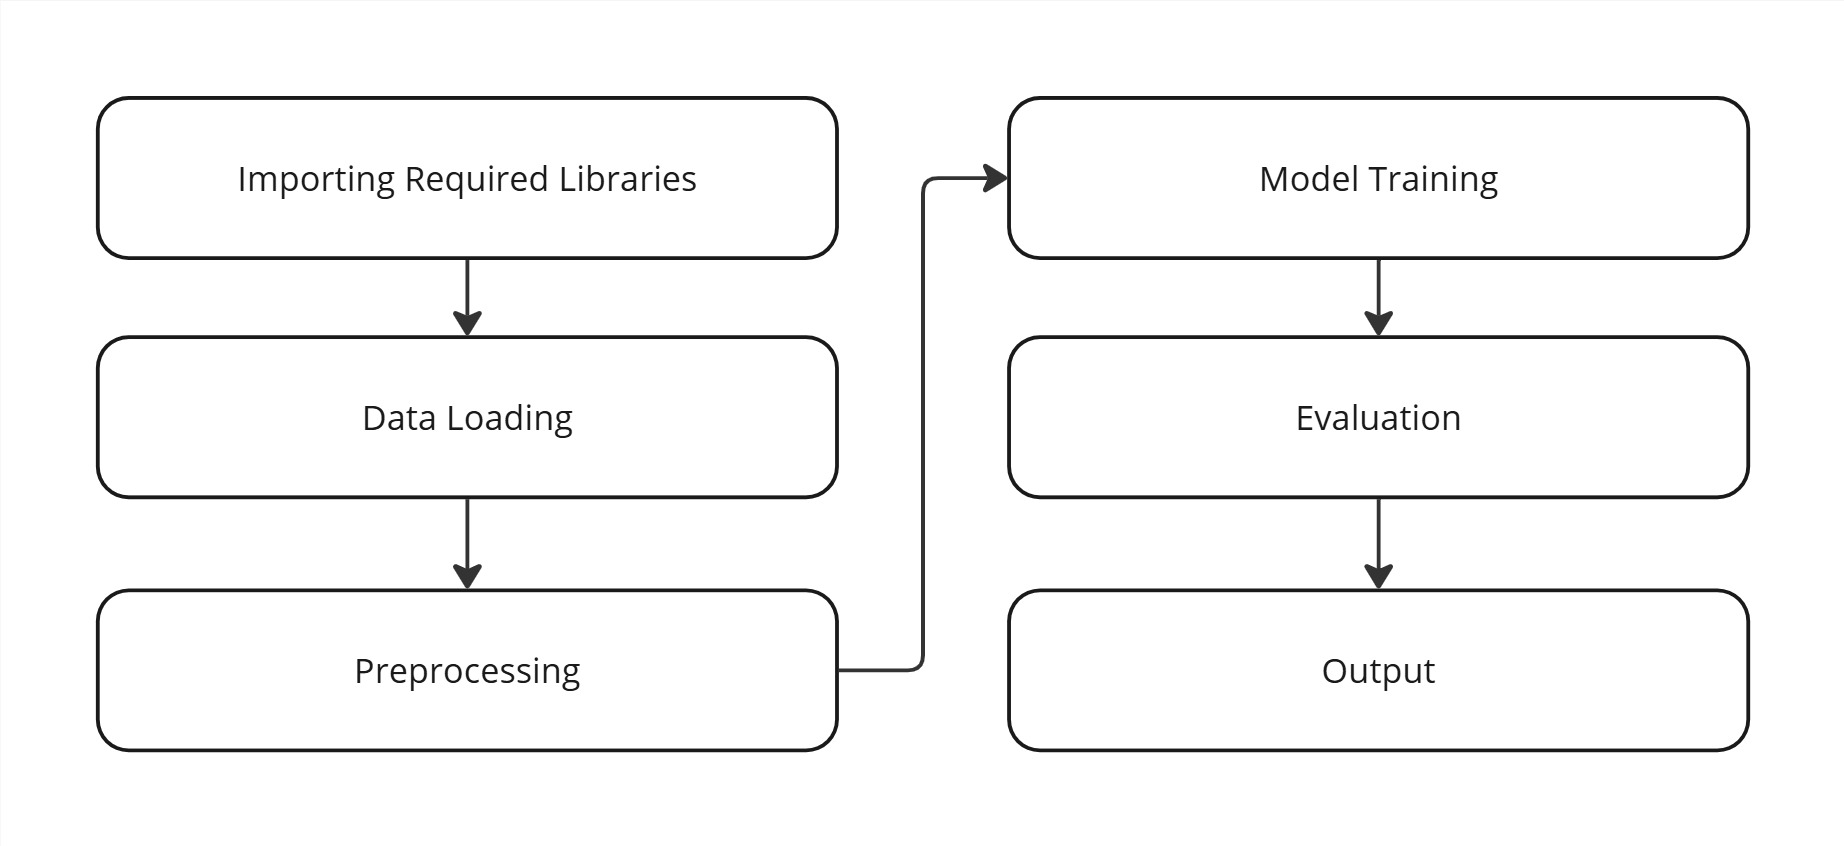 Importing Required Libraries
Data Loading
Preprocessing
Model Training
Evaluation
Output